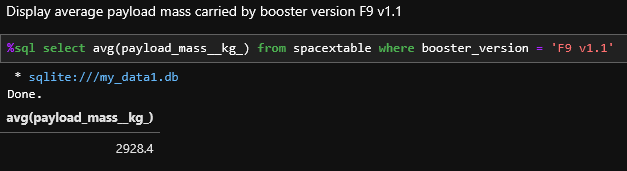 Display average payload mass carried by booster version F9 v1.1
%sql select avg(payload_mass__kg_) from spacextable where booster_version = 'F9 v1.1'
* sqlite:///my_data1.db
Done.
avg(payload_mass__kg_)
2928.4